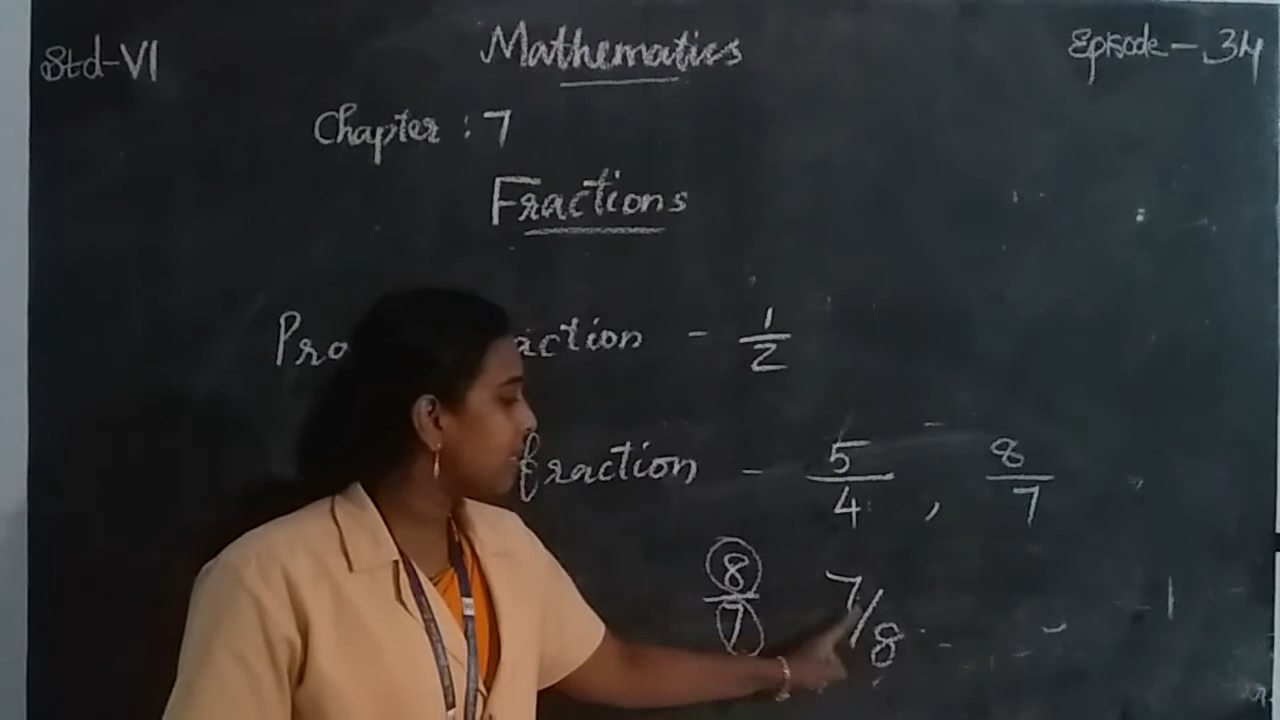 Std-VI
Mathematics
Episode - 34
Chapter : 7
Fractions
Pro action - 1/2
fraction - 5/4 , 8/7
8/7 7/8